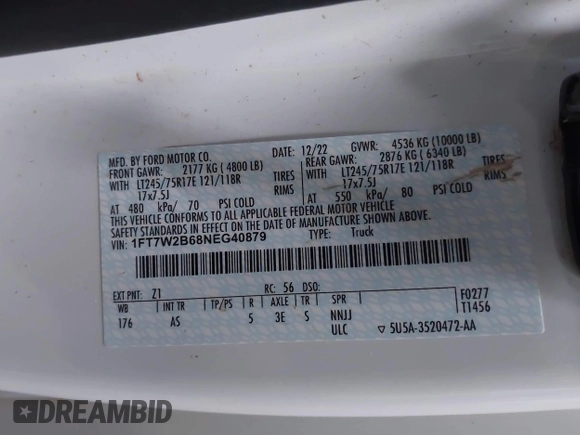 MFD. BY FORD MOTOR CO.
DATE: 12/22 GVWR: 4536 KG (10000 LB)
FRONT GAWR: 2177 KG (4800 LB) REAR GAWR: 2876 KG (6340 LB)
WITH LT245/75R17E 121/118R TIRES WITH LT245/75R17E 121/118R TIRES
17x7.5J RIMS 17x7.5J RIMS
AT 480 kPa/ 70 PSI COLD AT 550 kPa/ 80 PSI COLD
THIS VEHICLE CONFORMS TO ALL APPLICABLE FEDERAL MOTOR VEHICLE
SAFETY STANDARDS IN EFFECT ON THE DATE OF MANUFACTURE SHOWN ABOVE.
VIN: 1FT7W2B68NEG40879 TYPE: Truck
EXT PNT: Z1 RC: 56 DSO: F0277
WB INT TR TP/PS R AXLE TR SPR T1456
176 AS 5 3E S NNJJ
ULC ▽ 5U5A-3520472-AA
DREAMBID